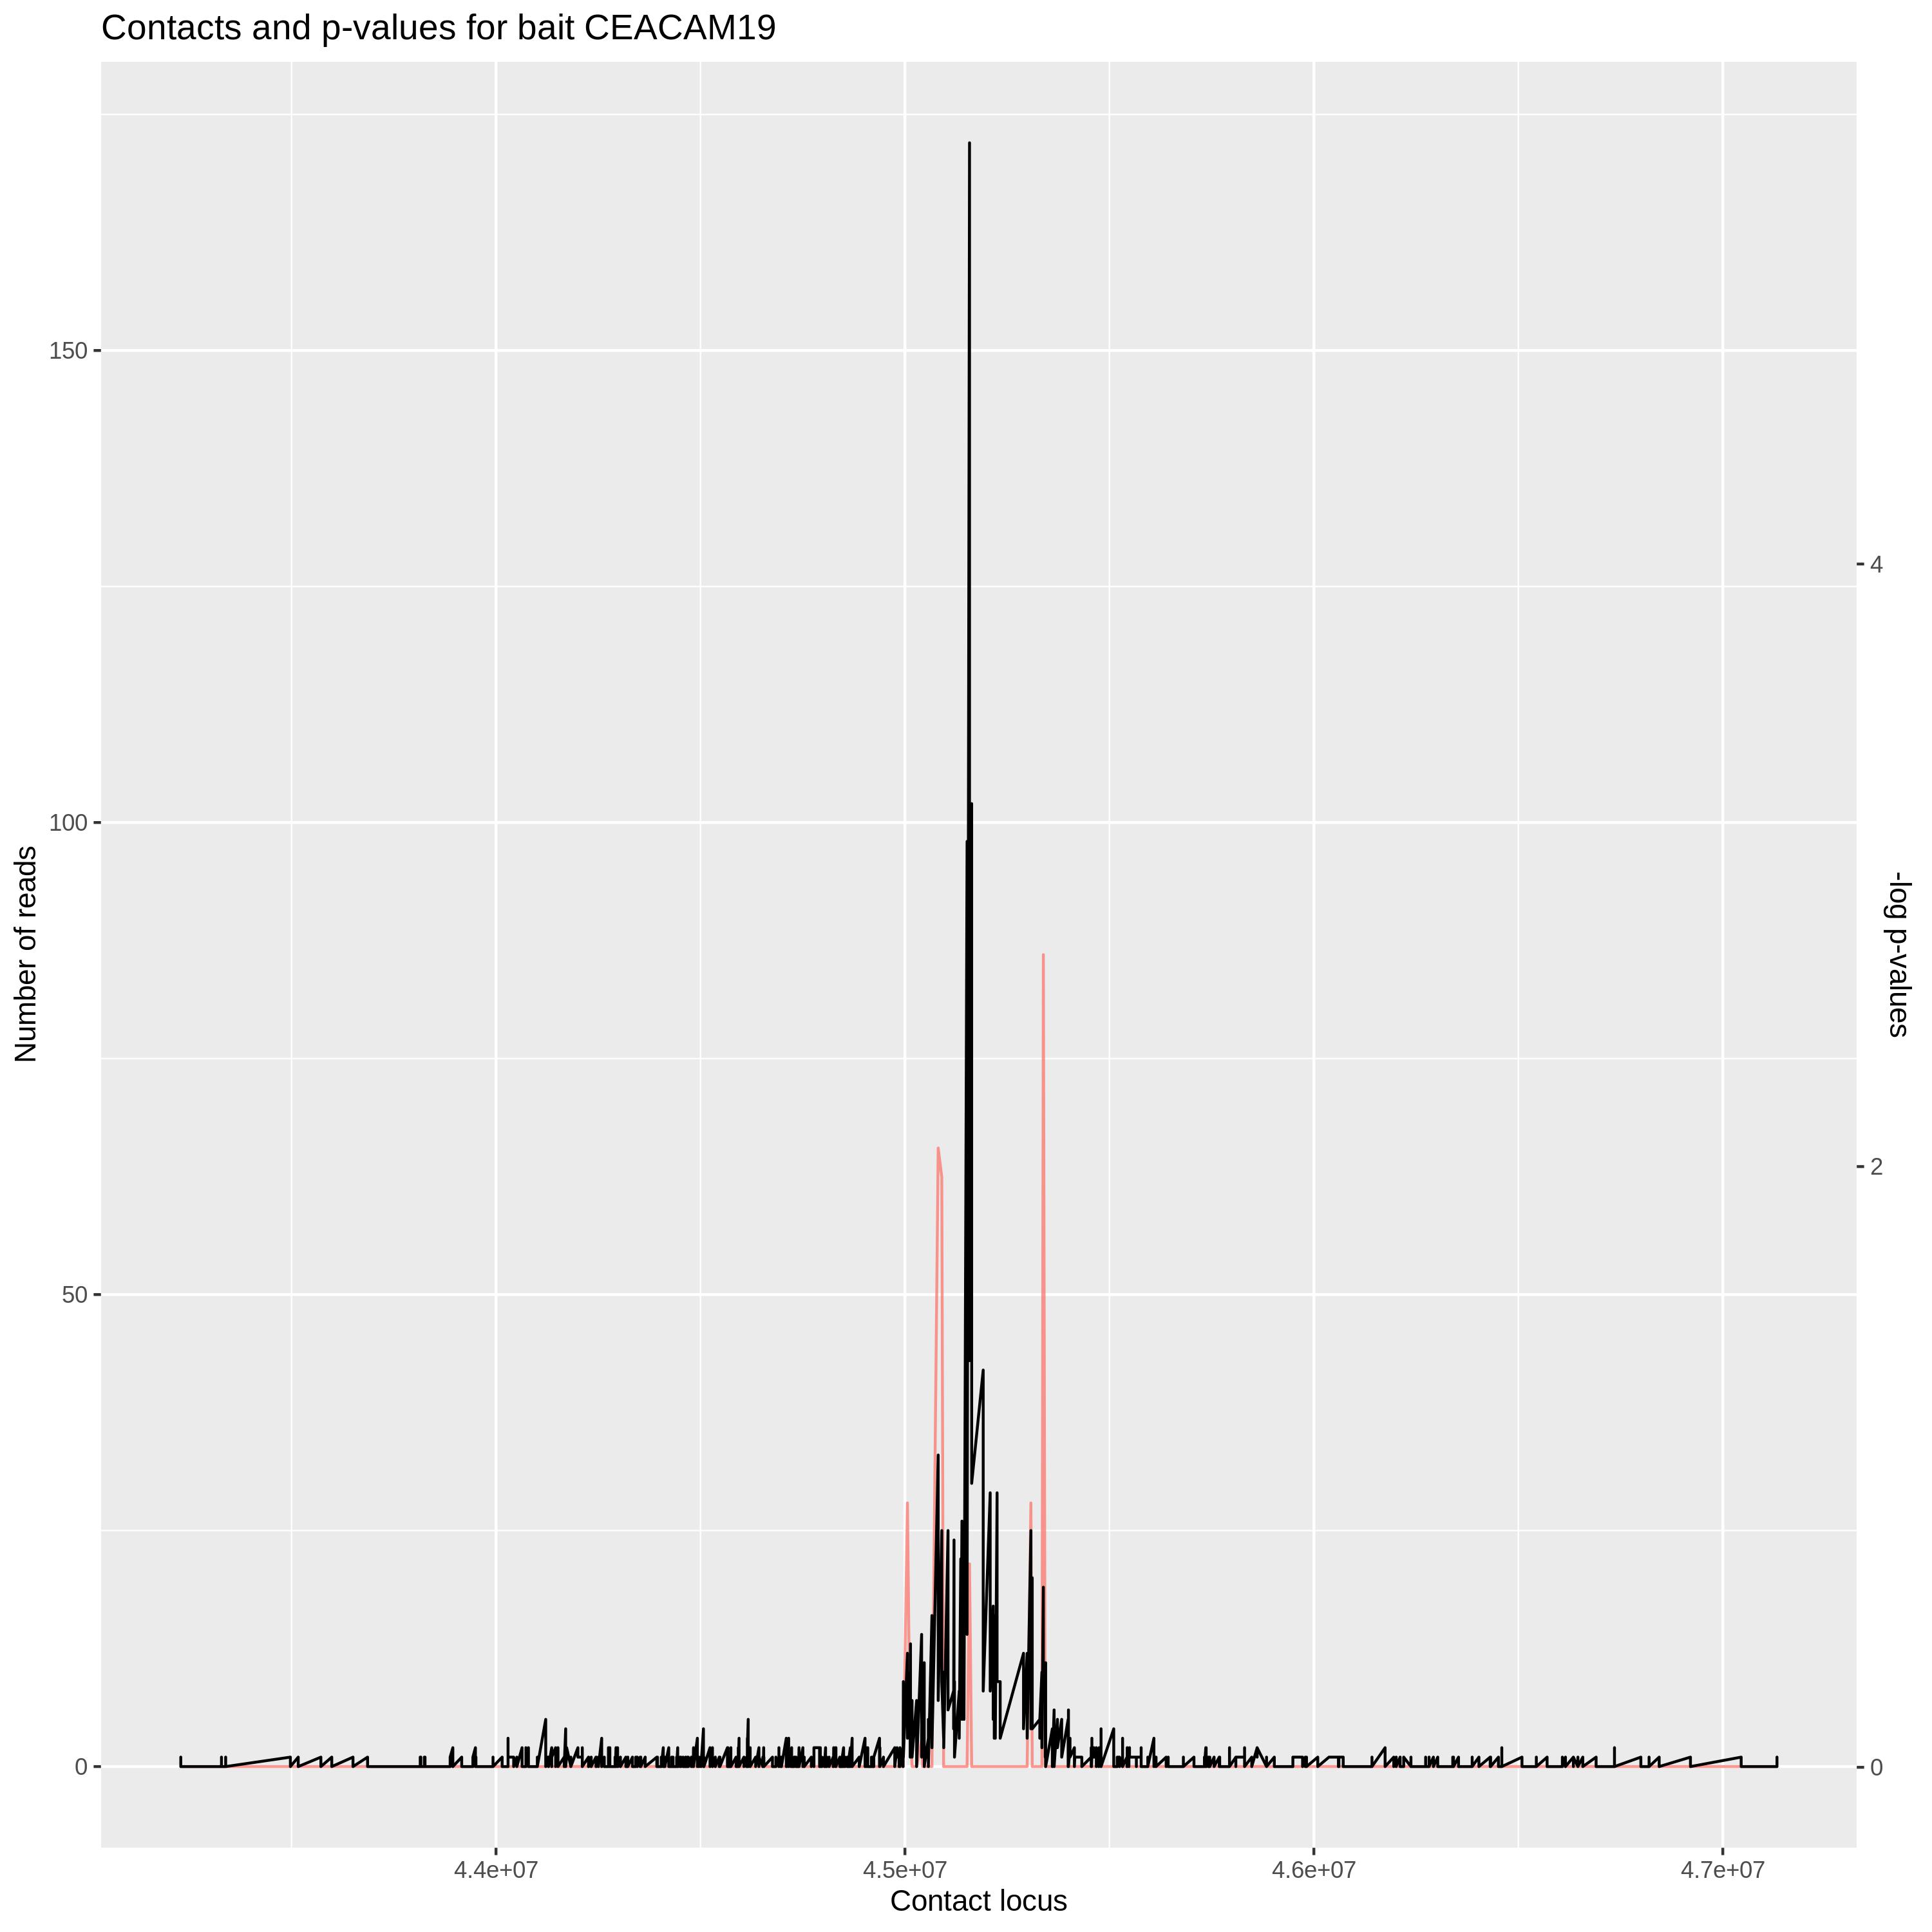 Contacts and p-values for bait CEACAM19
150
100
50
0
Number of reads
4
2
0
-log p-values
4.4e+07
4.5e+07
4.6e+07
4.7e+07
Contact locus